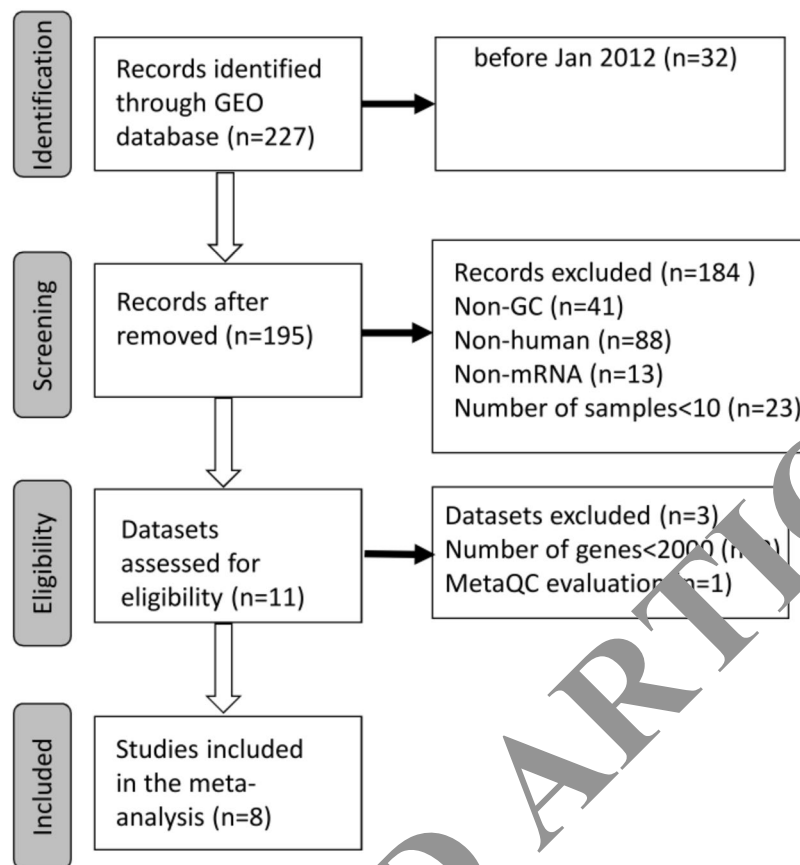 Identification
Records identified
through GEO
database (n=227)
before Jan 2012 (n=32)
Screening
Records after
removed (n=195)
Records excluded (n=184 )
Non-GC (n=41)
Non-human (n=88)
Non-mRNA (n=13)
Number of samples<10 (n=23)
Eligibility
Datasets
assessed for
eligibility (n=11)
Datasets excluded (n=3)
Number of genes<2000
MetaQC evaluation (n=1)
Included
Studies included
in the meta-
analysis (n=8)
ARTIC